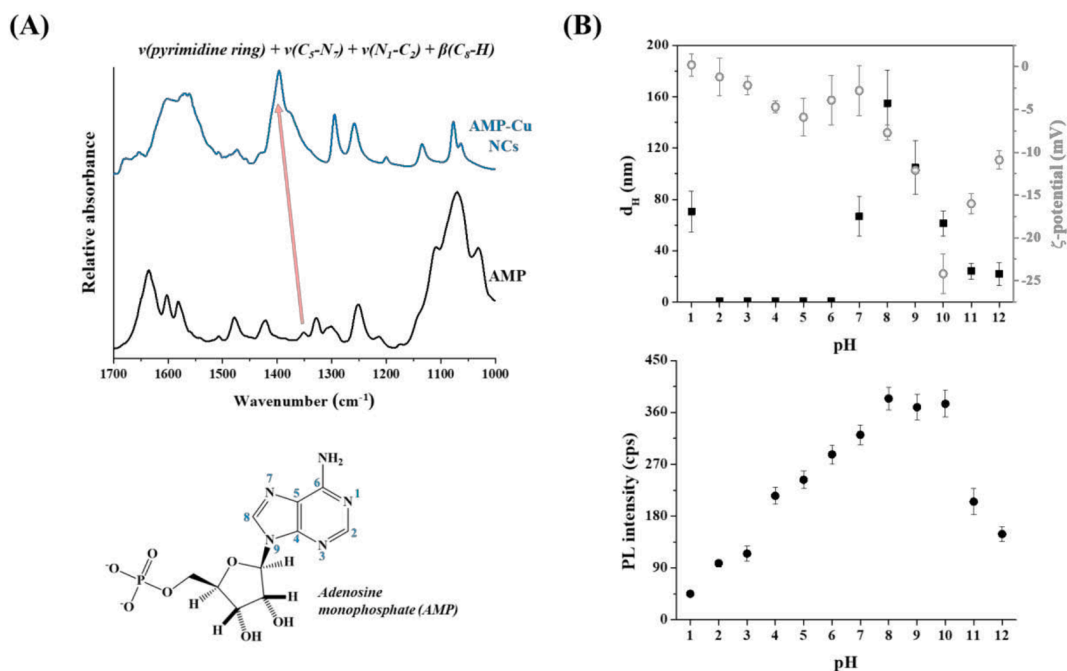 (A)
ν(pyrimidine ring) + ν(C₅-N₇) + ν(N₁-C₂) + β(C₈-H)
AMP-Cu
NCs
AMP
Relative absorbance
1700 1600 1500 1400 1300 1200 1100 1000
Wavenumber (cm⁻¹)
NH₂
7 N
6
5
N 1
8
4
2
N
9
N
3
O
⁻O P O
⁻O
O
H
H
H
OH
OH
Adenosine
monophosphate (AMP)
(B)
200
160
120
80
40
0
d_H (nm)
0
-5
-10
-15
-20
-25
ζ-potential (mV)
1 2 3 4 5 6 7 8 9 10 11 12
pH
450
360
270
180
90
0
PL intensity (cps)
1 2 3 4 5 6 7 8 9 10 11 12
pH